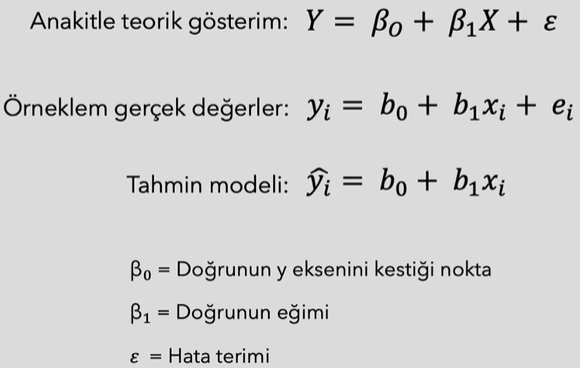 Anakitle teorik gösterim: Y = β₀ + β₁X + ε
Örneklem gerçek değerler: yᵢ = b₀ + b₁xᵢ + eᵢ
Tahmin modeli: ŷᵢ = b₀ + b₁xᵢ
β₀ = Doğrunun y eksenini kestiği nokta
β₁ = Doğrunun eğimi
ε = Hata terimi